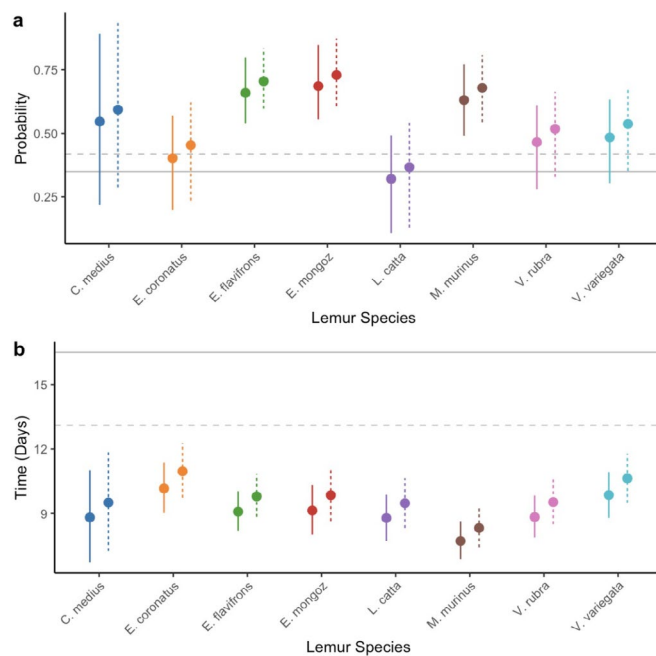 a
Probability
0.75
0.50
0.25
C. medius
E. coronatus
E. flavifrons
E. mongoz
L. catta
M. murinus
V. rubra
V. variegata
Lemur Species
b
Time (Days)
15
12
9
C. medius
E. coronatus
E. flavifrons
E. mongoz
L. catta
M. murinus
V. rubra
V. variegata
Lemur Species